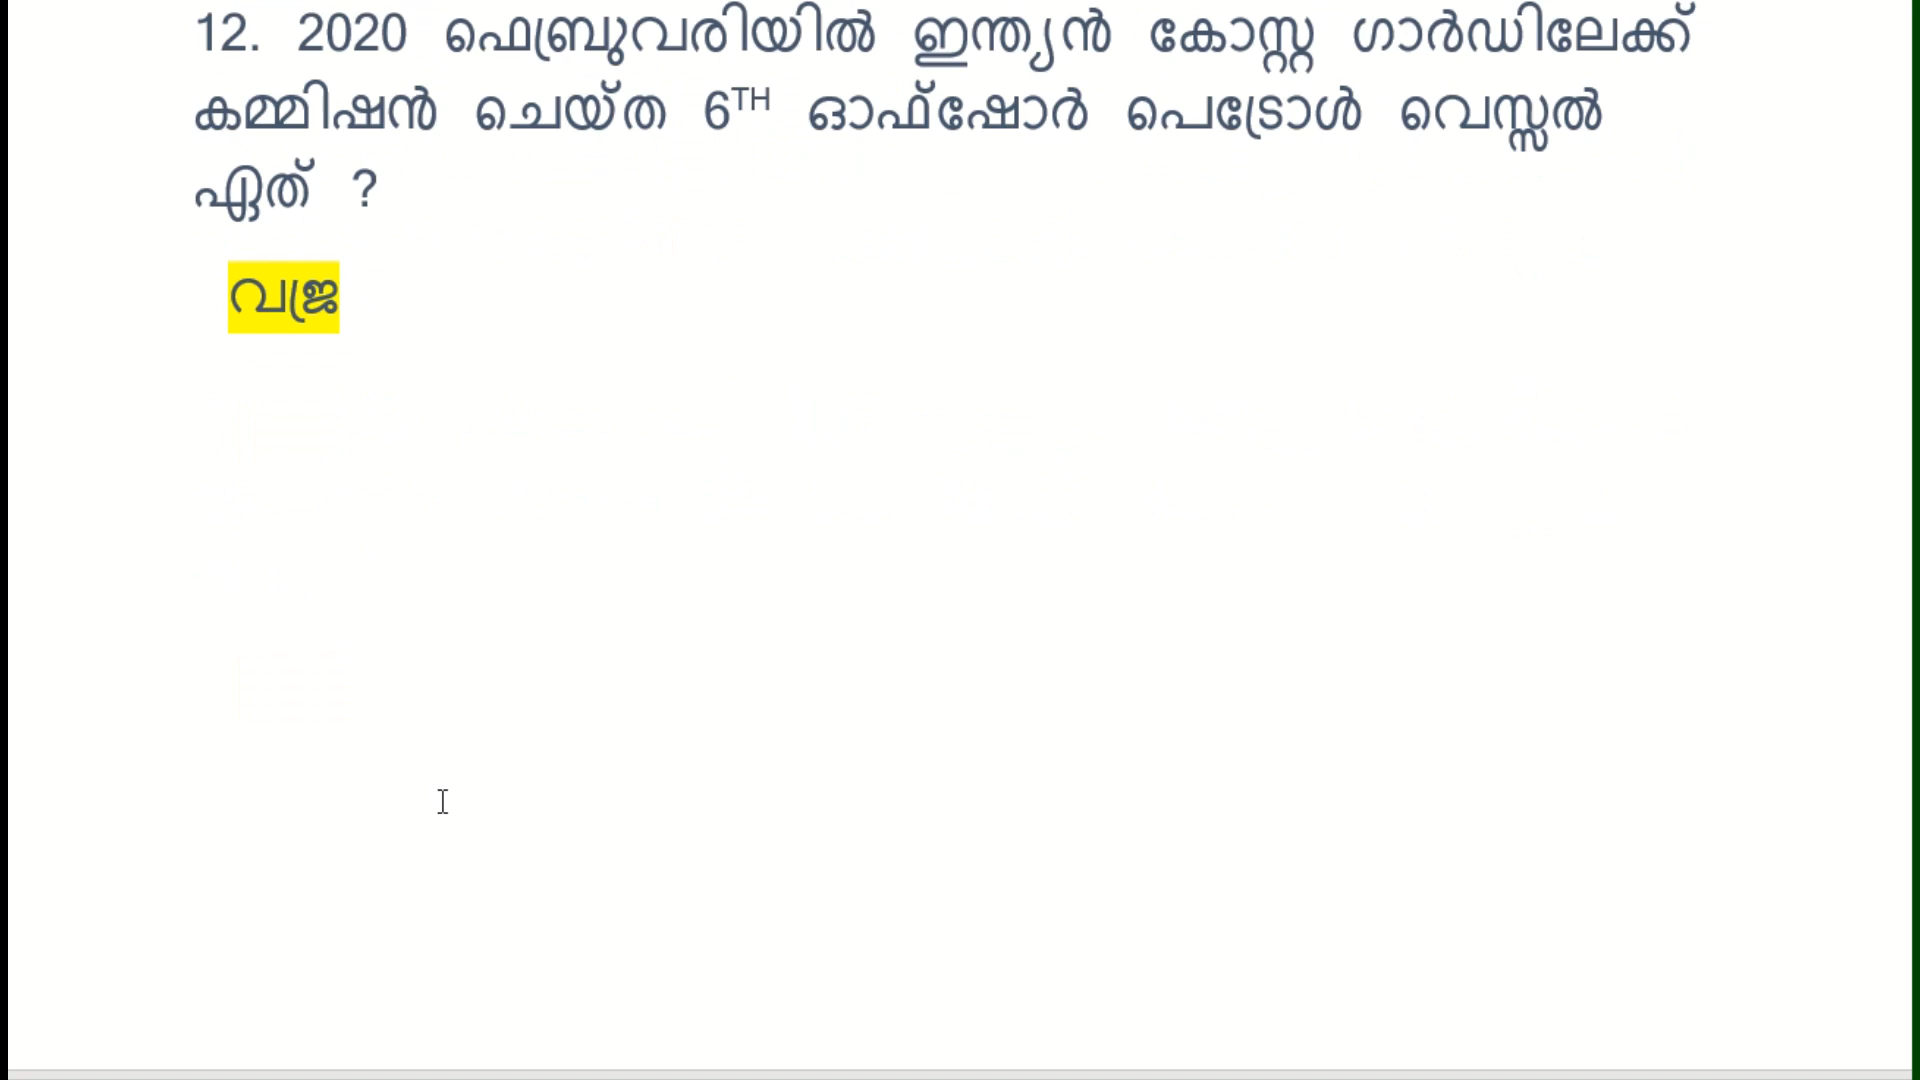 12. 2020 ഫെബ്രുവരിയിൽ ഇന്ത്യൻ കോസ്റ്റ ഗാർഡിലേക്ക്
കമ്മിഷൻ ചെയ്ത 6TH ഓഫ്ഷോർ പെട്രോൾ വെസ്സൽ
ഏത് ?
വജ്ര